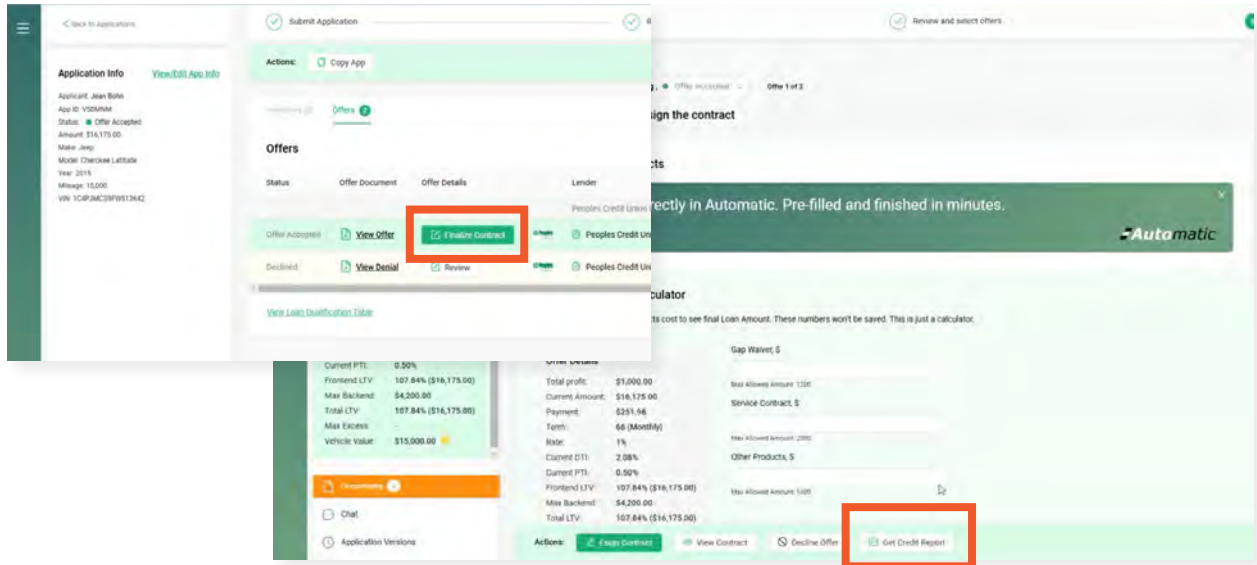 Back to Applications
Submit Application
Application Info
View/Edit App Info
Applicant: Jean Bohn
App ID: VSDMNM
Status: Offer Accepted
Amount: $16,175.00
Make: Jeep
Model: Cherokee Latitude
Year: 2015
Mileage: 15,000
Actions: Copy App
Offers 2
Offers
Status Offer Document Offer Details Lender
Peoples Credit Union
Offer Accepted View Offer Finalize Contract Peoples Credit Uni
Declined View Denial Review Peoples Credit Uni
View Loan Qualification Table
Review and select offers
Offer Accepted Offer 1 of 2
sign the contract
cts
rectly in Automatic. Pre-filled and finished in minutes.
Automatic
culator
ts cost to see final Loan Amount. These numbers won't be saved. This is just a calculator.
Current PTI: 0.50%
Frontend LTV: 107.84% ($16,175.00)
Max Backend: $4,200.00
Total LTV: 107.84% ($16,175.00)
Max Excess: -
Vehicle Value: $15,000.00
Documents
Chat
Application Versions
Offer Details
Total profit: $1,000.00
Current Amount: $16,175.00
Payment: $251.96
Term: 66 (Monthly)
Rate: 1%
Current DTI: 2.08%
Current PTI: 0.50%
Frontend LTV: 107.84% ($16,175.00)
Max Backend: $4,200.00
Total LTV: 107.84% ($16,175.00)
Gap Waiver, $
Max Allowed Amount: 1200
Service Contract, $
Max Allowed Amount: 2000
Other Products, $
Max Allowed Amount:
Actions: Esign Contract View Contract Decline Offer Get Credit Report